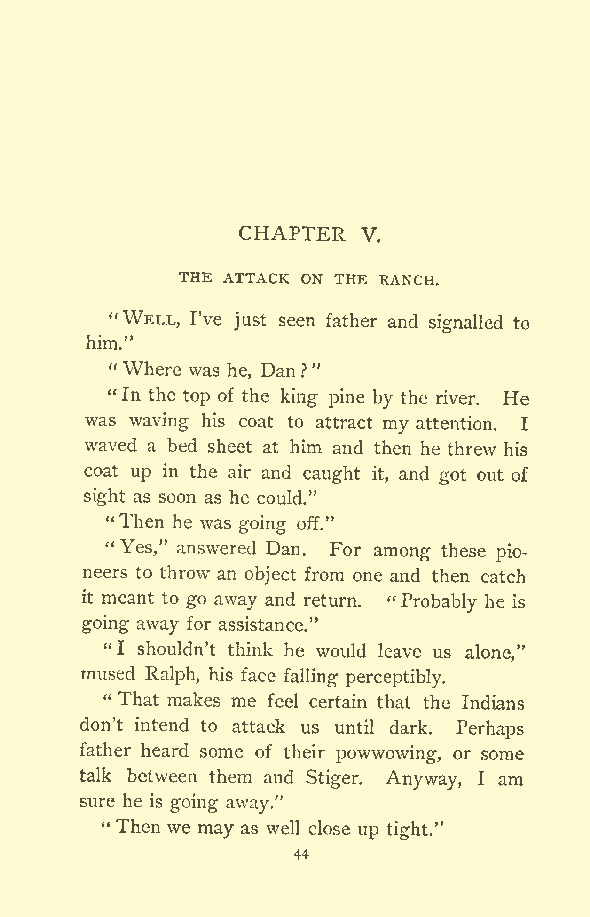 CHAPTER V.
THE ATTACK ON THE RANCH.
“WELL, I’ve just seen father and signalled to
him.”
“Where was he, Dan?”
“In the top of the king pine by the river. He
was waving his coat to attract my attention. I
waved a bed sheet at him and then he threw his
coat up in the air and caught it, and got out of
sight as soon as he could.”
“Then he was going off.”
“Yes,” answered Dan. For among these pio-
neers to throw an object from one and then catch
it meant to go away and return. “Probably he is
going away for assistance.”
“I shouldn’t think he would leave us alone,”
mused Ralph, his face falling perceptibly.
“That makes me feel certain that the Indians
don’t intend to attack us until dark. Perhaps
father heard some of their powwowing, or some
talk between them and Stiger. Anyway, I am
sure he is going away.”
“Then we may as well close up tight.”
44